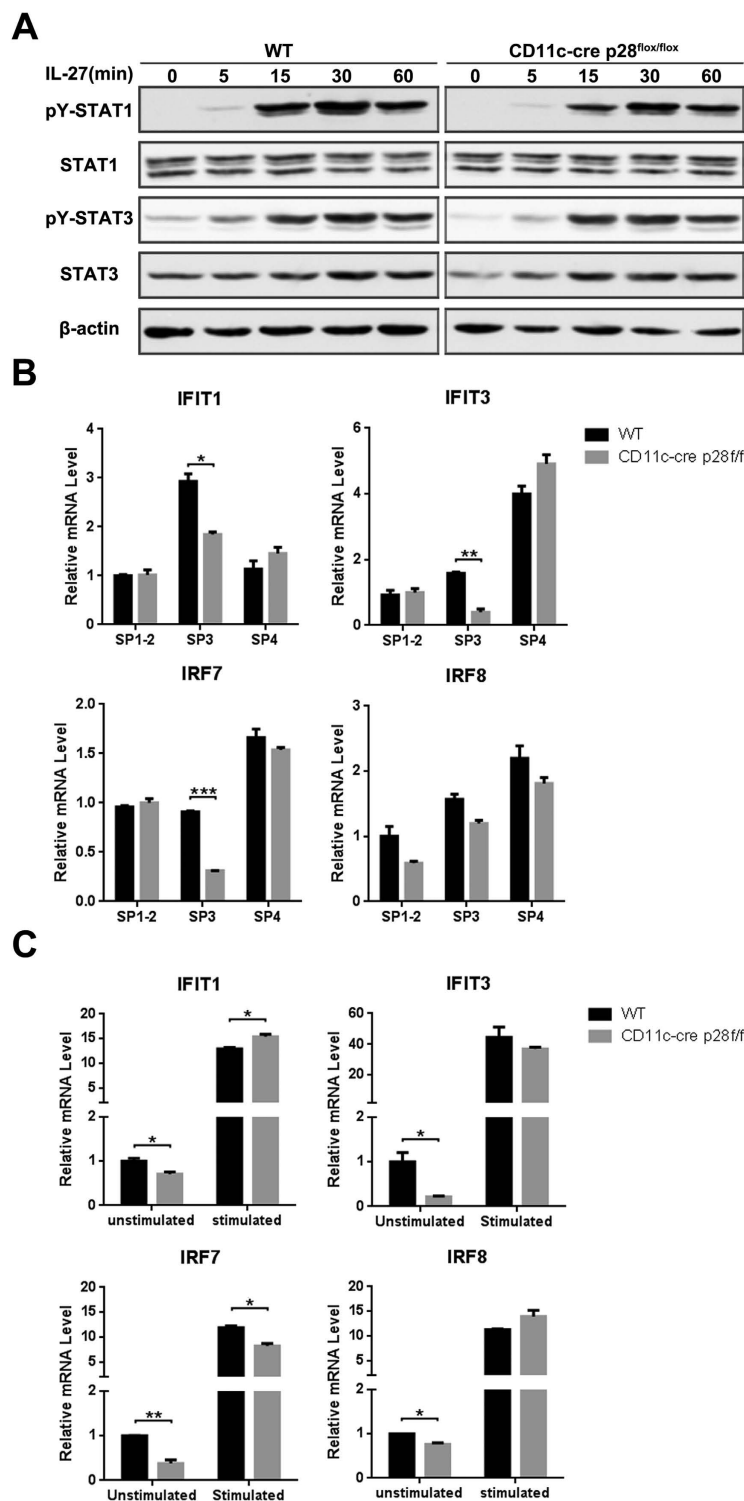 A
WT CD11c-cre p28flox/flox
IL-27(min) 0 5 15 30 60 0 5 15 30 60
pY-STAT1
STAT1
pY-STAT3
STAT3
β-actin
B
IFIT1
Relative mRNA Level
4
3
2
1
0
*
SP1-2 SP3 SP4
IFIT3
Relative mRNA Level
6
4
2
0
**
SP1-2 SP3 SP4
WT
CD11c-cre p28f/f
IRF7
Relative mRNA Level
2.0
1.5
1.0
0.5
0.0
***
SP1-2 SP3 SP4
IRF8
Relative mRNA Level
3
2
1
0
SP1-2 SP3 SP4
C
IFIT1
Relative mRNA Level
20
15
10
5
2
1
0
*
*
unstimulated stimulated
IFIT3
Relative mRNA Level
60
40
20
2
1
0
*
Unstimulated Stimulated
WT
CD11c-cre p28f/f
IRF7
Relative mRNA Level
20
15
10
5
2
1
0
**
*
Unstimulated Stimulated
IRF8
Relative mRNA Level
20
15
10
5
2
1
0
*
Unstimulated stimulated